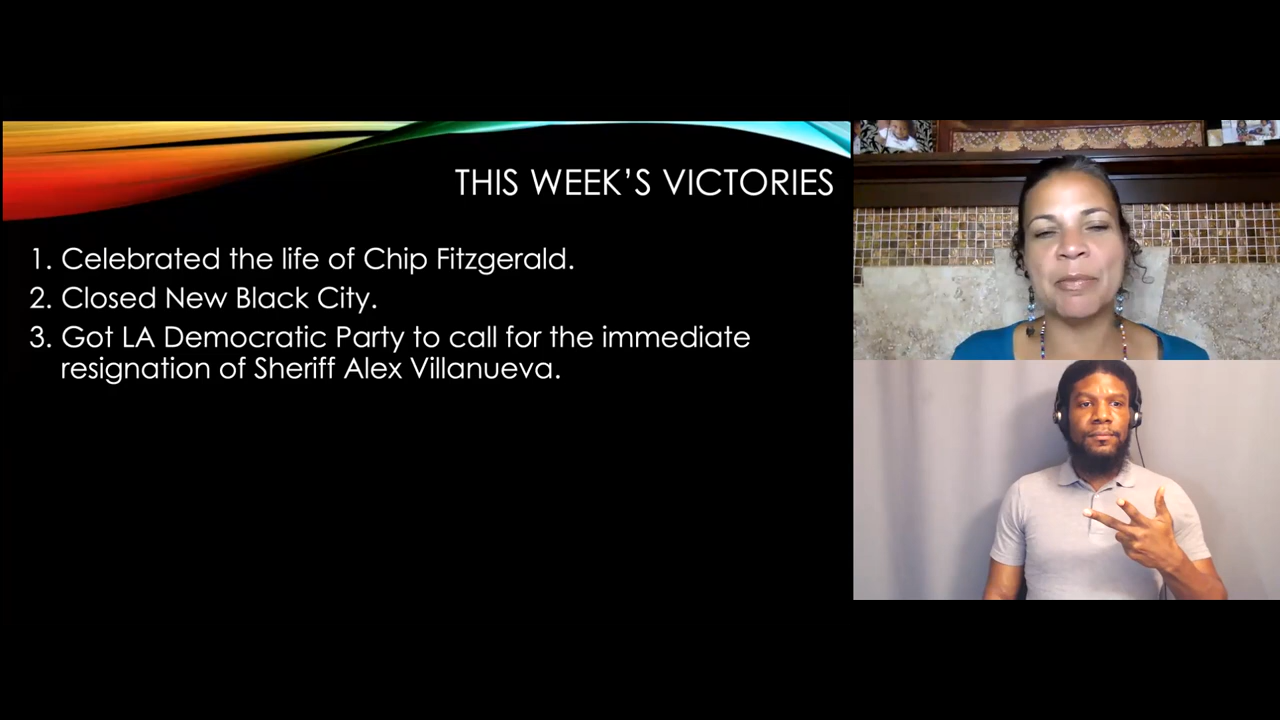 THIS WEEK'S VICTORIES
1. Celebrated the life of Chip Fitzgerald.
2. Closed New Black City.
3. Got LA Democratic Party to call for the immediate
resignation of Sheriff Alex Villanueva.